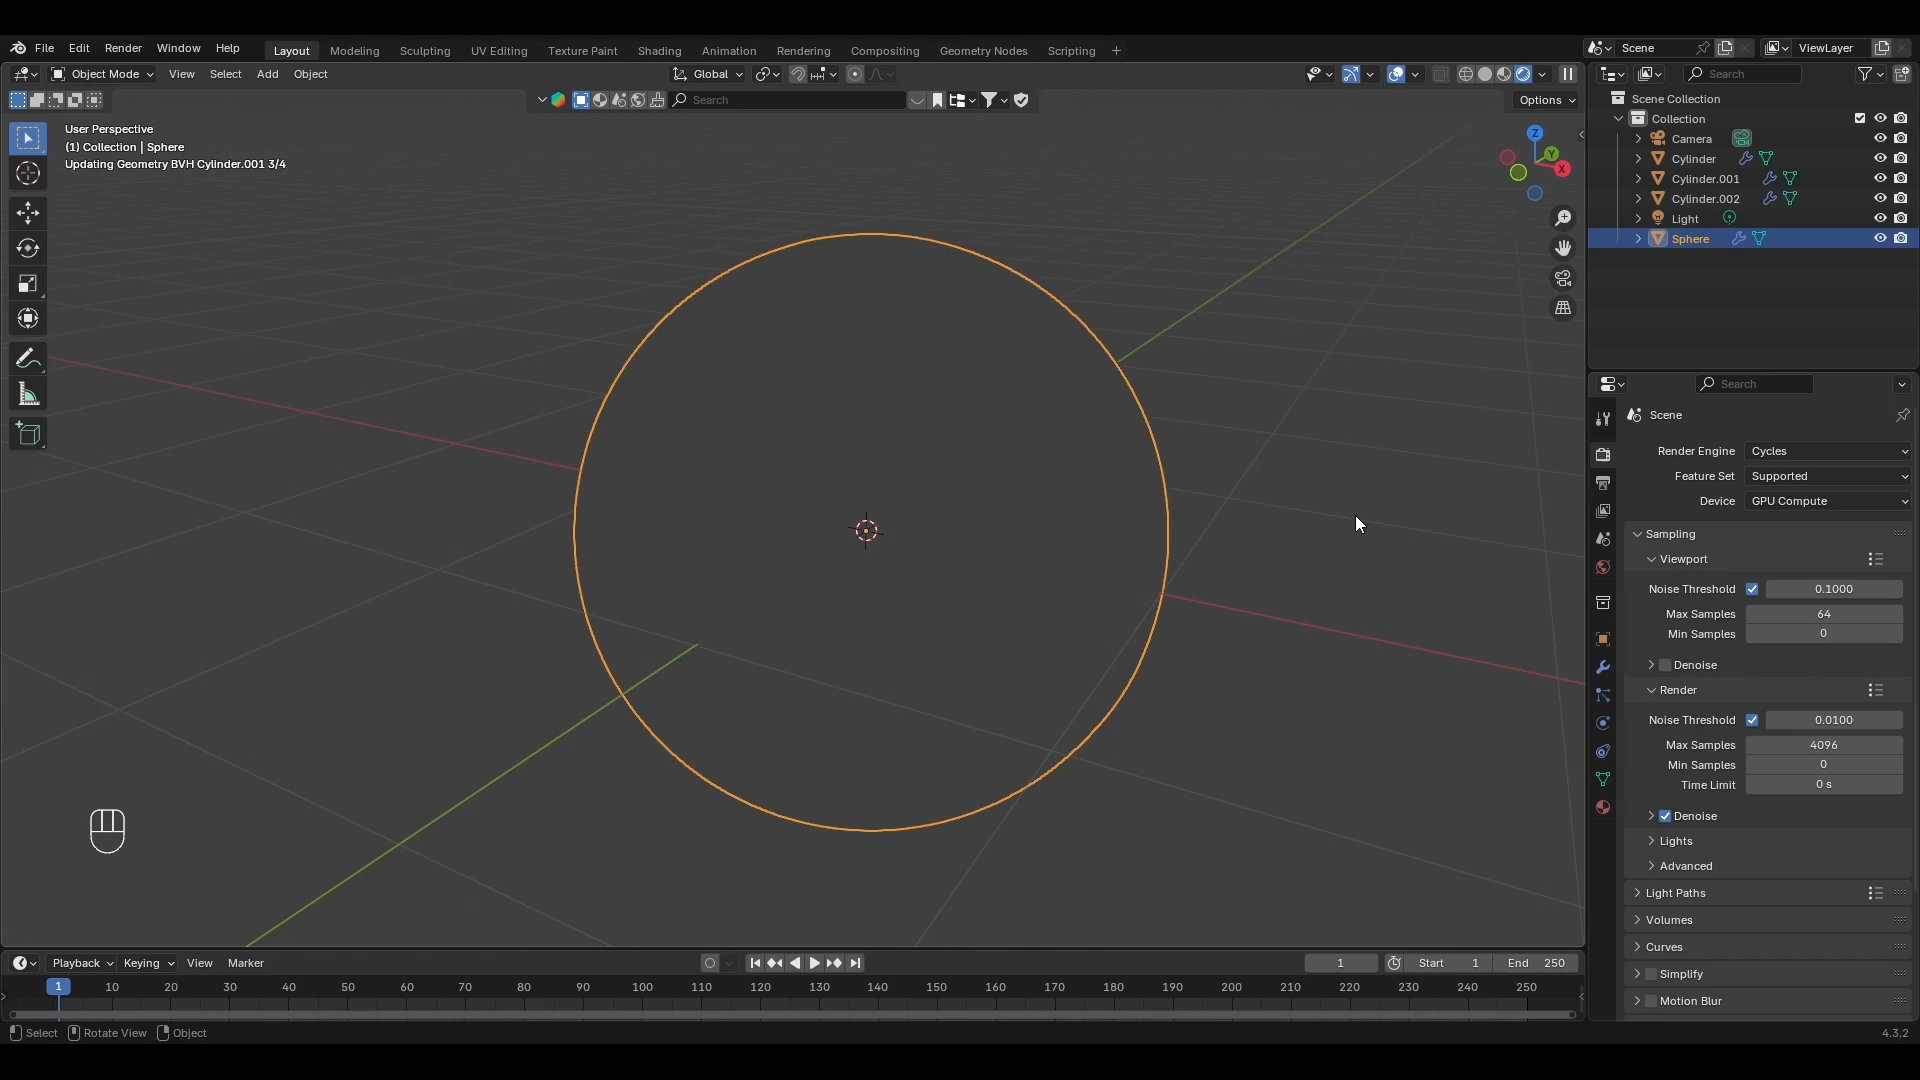 File Edit Render Window Help Layout Modeling Sculpting UV Editing Texture Paint Shading Animation Rendering Compositing Geometry Nodes Scripting + Scene ViewLayer
Object Mode View Select Add Object Global Search
Search Options
User Perspective
(1) Collection | Sphere
Updating Geometry BVH Cylinder.001 3/4
Z
Y
X
Scene Collection
Collection
Camera
Cylinder
Cylinder.001
Cylinder.002
Light
Sphere
Search
Scene
Render Engine Cycles
Feature Set Supported
Device GPU Compute
Sampling
Viewport
Noise Threshold 0.1000
Max Samples 64
Min Samples 0
Denoise
Render
Noise Threshold 0.0100
Max Samples 4096
Min Samples 0
Time Limit 0 s
Denoise
Lights
Advanced
Light Paths
Volumes
Curves
Simplify
Motion Blur
Playback Keying View Marker 1 Start 1 End 250
1 10 20 30 40 50 60 70 80 90 100 110 120 130 140 150 160 170 180 190 200 210 220 230 240 250
Select Rotate View Object 4.3.2